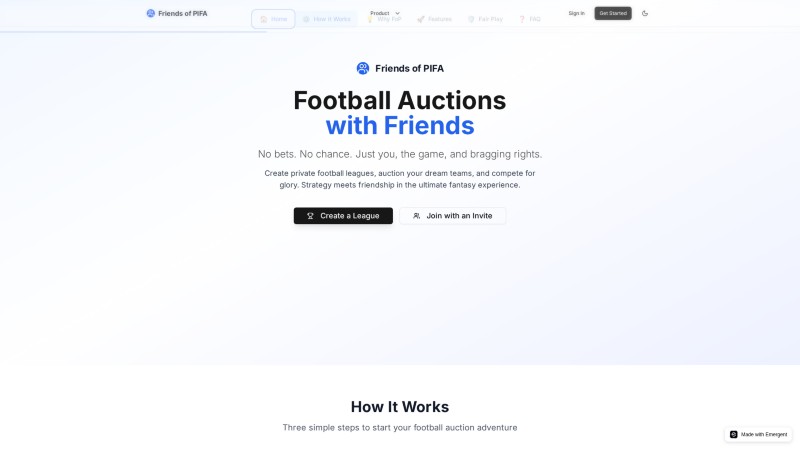 Friends of PIFA
Home
How It Works
Product
Why FoP
Features
Fair Play
FAQ
Sign In
Get Started
Friends of PIFA
Football Auctions
with Friends
No bets. No chance. Just you, the game, and bragging rights.
Create private football leagues, auction your dream teams, and compete for
glory. Strategy meets friendship in the ultimate fantasy experience.
Create a League
Join with an Invite
How It Works
Three simple steps to start your football auction adventure
Made with Emergent